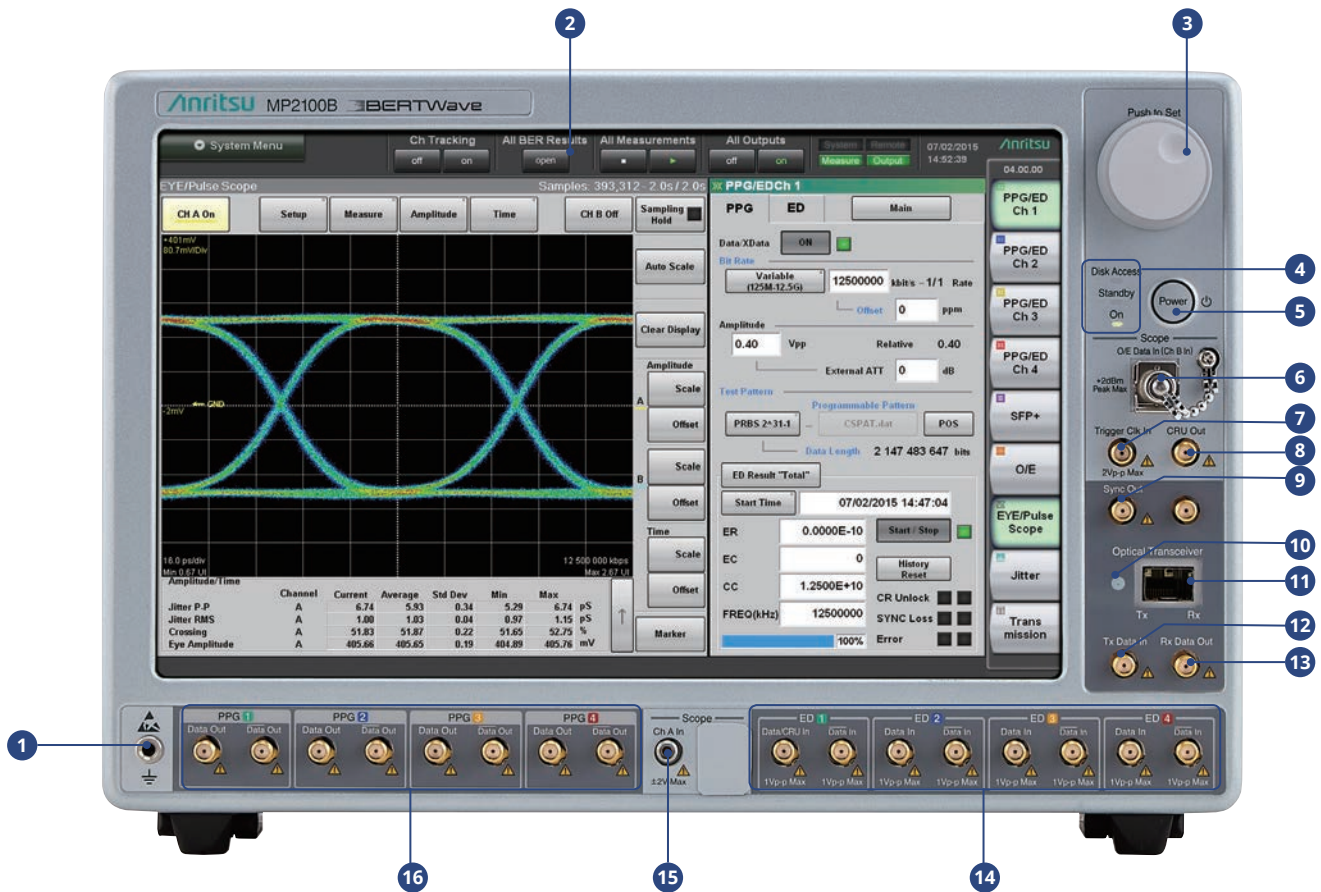 2
3
Anritsu MP2100B BERTWave
Push to Set
System Menu
Ch Tracking
off on
All BER Results
open
All Measurements
All Outputs
off on
System Remote
Measure Output
07/02/2015
14:52:39
Anritsu
04.00.00
EYE/Pulse Scope
Samples: 393,312 - 2.0s / 2.0s
CH A On
Setup
Measure
Amplitude
Time
CH B Off
Sampling
Hold
+401mV
80.7mV/Div
-2mV
GND
16.0 ps/div
Min 0.67 UI
12 500 000 kbps
Max 2.67 UI
Auto Scale
Clear Display
Amplitude
A
Scale
Offset
B
Scale
Offset
Time
Scale
Offset
Marker
Amplitude/Time
Channel Current Average Std Dev Min Max
Jitter P-P A 6.74 5.93 0.34 5.29 6.74 pS
Jitter RMS A 1.00 1.03 0.04 0.97 1.15 pS
Crossing A 51.83 51.87 0.22 51.65 52.75 %
Eye Amplitude A 405.66 405.65 0.19 404.89 405.76 mV
PPG/EDCh 1
PPG ED Main
Data/XData ON
Bit Rate
Variable
(125M-12.5G)
12500000 kbit/s - 1/1 Rate
Offset 0 ppm
Amplitude
0.40 Vpp Relative 0.40
External ATT 0 dB
Test Pattern
Programmable Pattern
PRBS 2^31-1 - CSPAT.dat POS
Data Length 2 147 483 647 bits
ED Result "Total"
Start Time 07/02/2015 14:47:04
ER 0.0000E-10 Start / Stop
EC 0 History
Reset
CC 1.2500E+10
CR Unlock
FREQ(kHz) 12500000 SYNC Loss
100% Error
PPG/ED
Ch 1
PPG/ED
Ch 2
PPG/ED
Ch 3
PPG/ED
Ch 4
SFP+
O/E
EYE/Pulse
Scope
Jitter
Trans
mission
Disk Access
4
Standby
Power
5
On
Scope
O/E Data In (Ch B In)
+2dBm
Peak Max
6
7
Trigger Clk In CRU Out
8
2Vp-p Max
9
Sync Out
Optical Transceiver
10
11
Tx Rx
12
Tx Data In Rx Data Out
13
1
PPG 1
Data Out Data Out
PPG 2
Data Out Data Out
PPG 3
Data Out Data Out
PPG 4
Data Out Data Out
Scope
Ch A In
±2V Max
ED 1
Data/CRU In Data In
1Vp-p Max 1Vp-p Max
ED 2
Data In Data In
1Vp-p Max 1Vp-p Max
ED 3
Data In Data In
1Vp-p Max 1Vp-p Max
ED 4
Data In Data In
1Vp-p Max 1Vp-p Max
16
15
14